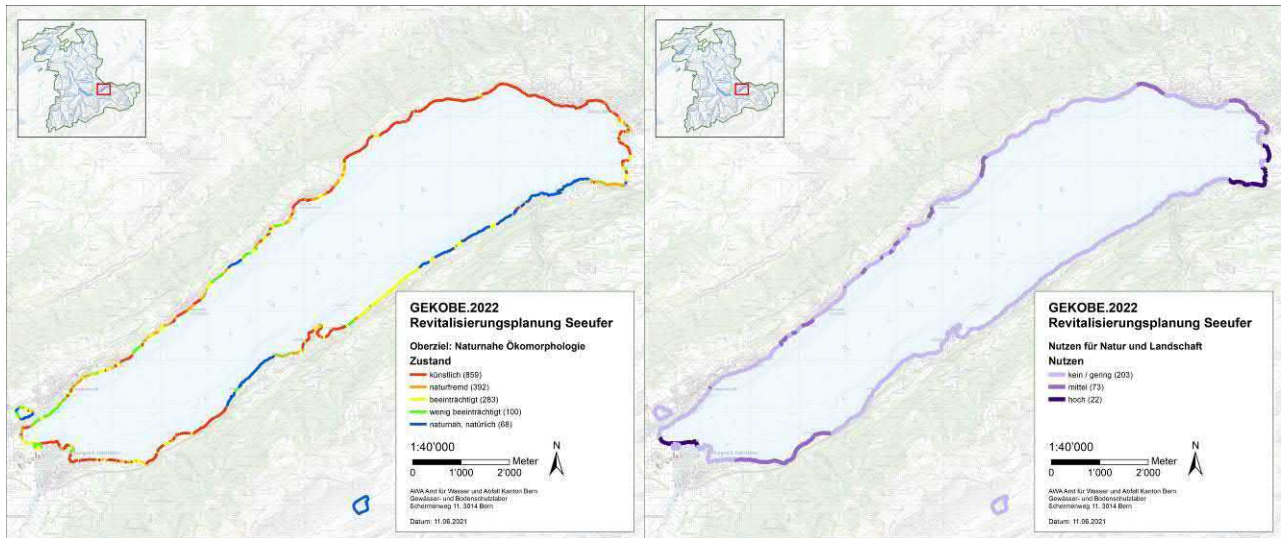 GEKOBE.2022
Revitalisierungsplanung Seeufer
Oberziel: Naturnahe Ökomorphologie
Zustand
künstlich (859)
naturfremd (392)
beeinträchtigt (283)
wenig beeinträchtigt (100)
naturnah, natürlich (68)
1:40'000
Meter
N
0 1'000 2'000
AWA Amt für Wasser und Abfall Kanton Bern
Gewässer- und Bodenschutzlabor
Schermenweg 11, 3014 Bern
Datum: 11.06.2021
GEKOBE.2022
Revitalisierungsplanung Seeufer
Nutzen für Natur und Landschaft
Nutzen
kein / gering (203)
mittel (73)
hoch (22)
1:40'000
Meter
N
0 1'000 2'000
AWA Amt für Wasser und Abfall Kanton Bern
Gewässer- und Bodenschutzlabor
Schermenweg 11, 3014 Bern
Datum: 11.06.2021